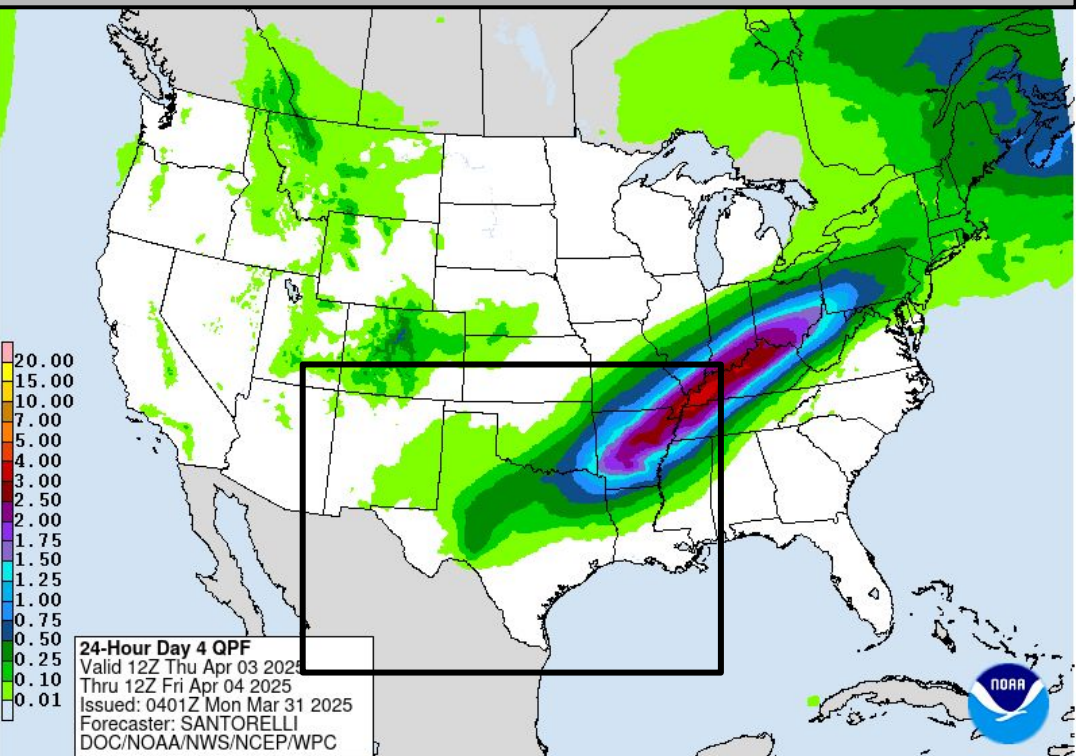 20.00
15.00
10.00
7.00
5.00
4.00
3.00
2.50
2.00
1.75
1.50
1.25
1.00
0.75
0.50
0.25
0.10
0.01
24-Hour Day 4 QPF
Valid 12Z Thu Apr 03 2025
Thru 12Z Fri Apr 04 2025
Issued: 0401Z Mon Mar 31 2025
Forecaster: SANTORELLI
DOC/NOAA/NWS/NCEP/WPC
NOAA